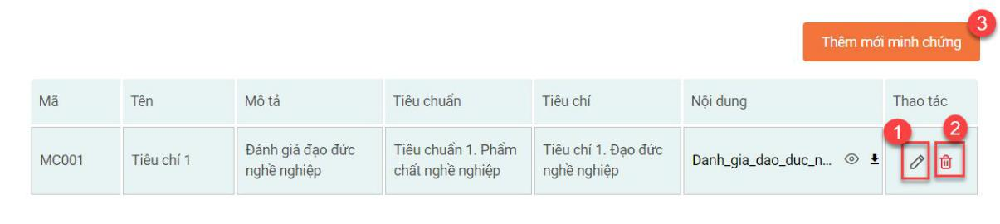 3
Thêm mới minh chứng
Mã Tên Mô tả Tiêu chuẩn Tiêu chí Nội dung Thao tác
1 2
MC001 Tiêu chí 1 Đánh giá đạo đức Tiêu chuẩn 1. Phẩm Tiêu chí 1. Đạo đức Danh_gia_dao_duc_n...
nghề nghiệp chất nghề nghiệp nghề nghiệp